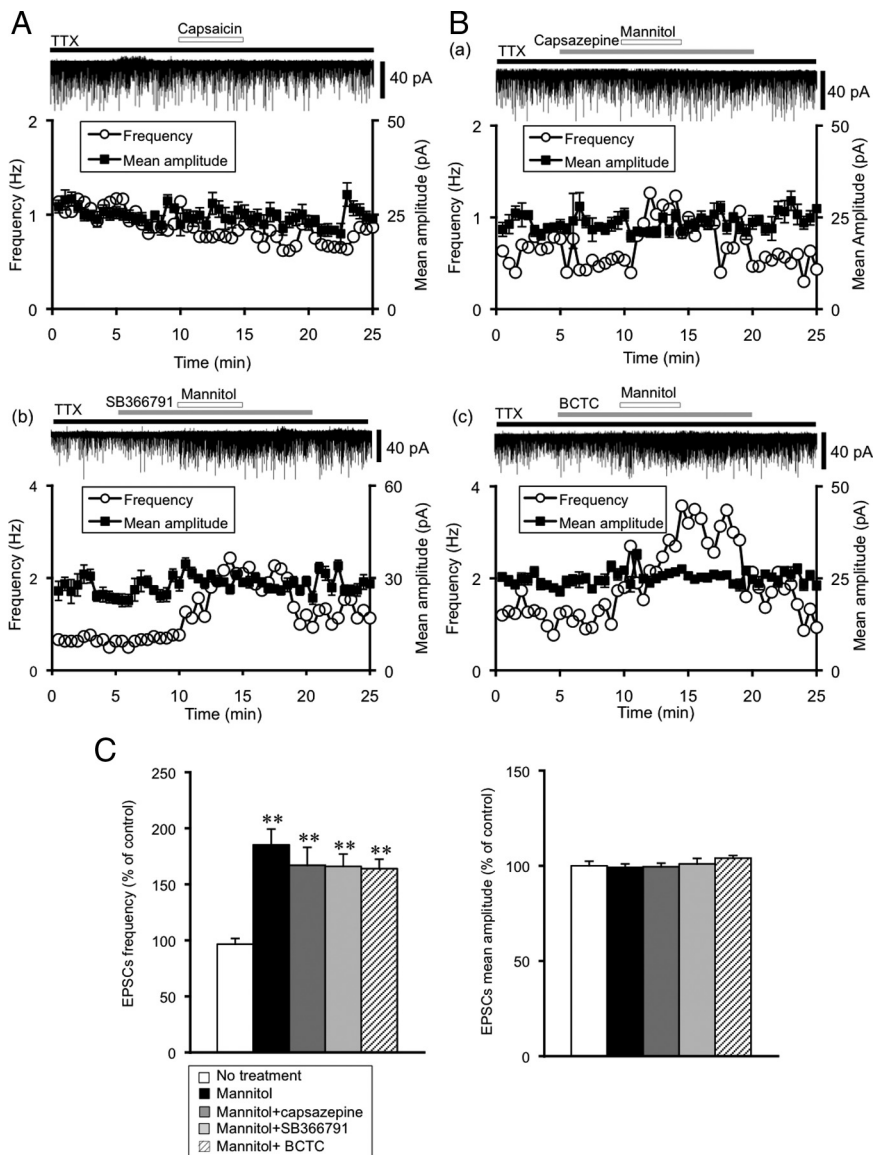 A
Capsaicin
TTX
40 pA
Frequency
Mean amplitude
Frequency (Hz)
2
1
0
50
25
0
Mean amplitude (pA)
0 5 10 15 20 25
Time (min)
B
(a)
Capsazepine Mannitol
TTX
40 pA
Frequency
Mean amplitude
Frequency (Hz)
2
1
0
50
25
0
Mean Amplitude (pA)
0 5 10 15 20 25
Time (min)
(b)
SB366791 Mannitol
TTX
40 pA
Frequency
Mean amplitude
Frequency (Hz)
4
2
0
60
30
0
Mean amplitude (pA)
0 5 10 15 20 25
Time (min)
(c)
BCTC Mannitol
TTX
40 pA
Frequency
Mean amplitude
Frequency (Hz)
4
2
0
50
25
0
Mean amplitude (pA)
0 5 10 15 20 25
Time (min)
C
EPSCs frequency (% of control)
250
200
150
100
50
0
** ** ** **
No treatment
Mannitol
Mannitol+capsazepine
Mannitol+SB366791
Mannitol+ BCTC
EPSCs mean amplitude (% of control)
150
100
50
0